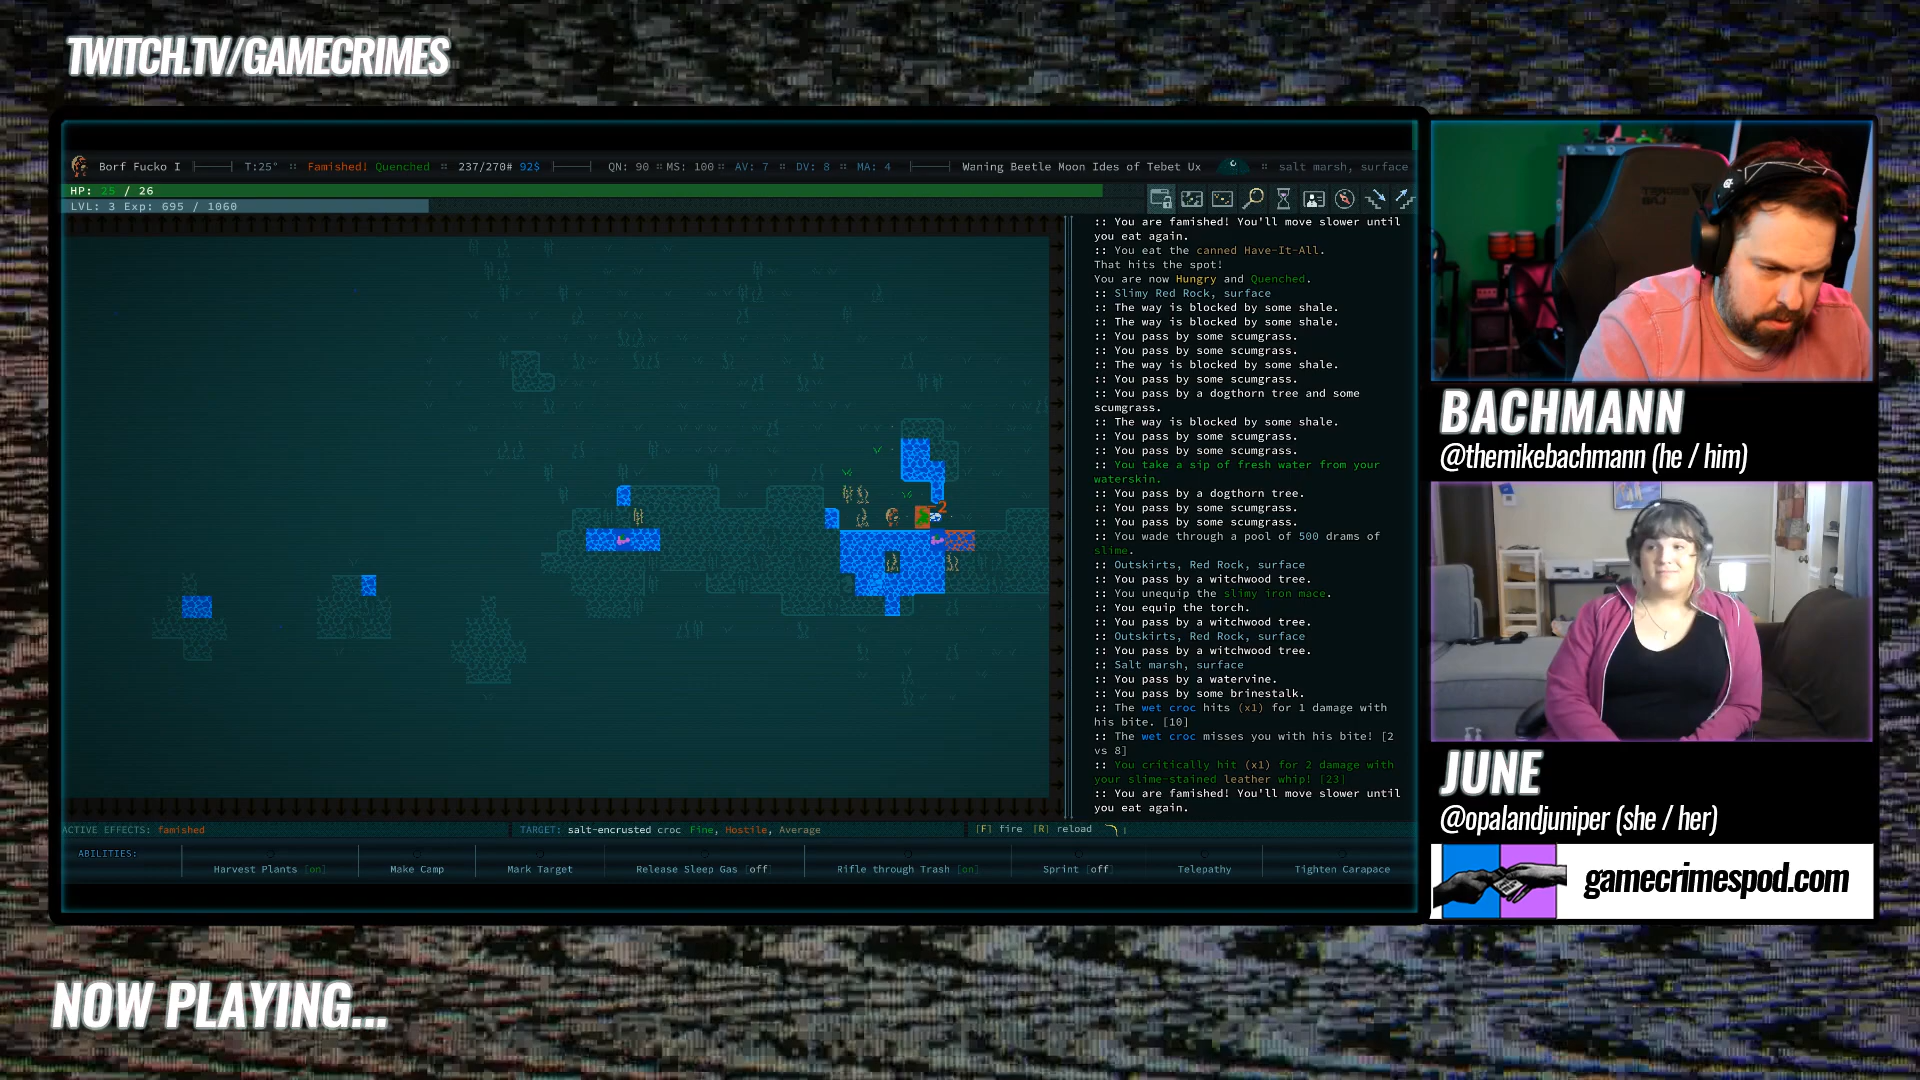 TWITCH.TV/GAMECRIMES
Borf Fucko I T:25° :: Famished! Quenched :: 237/270# 92$ QN: 90 :: MS: 100 :: AV: 7 :: DV: 8 :: MA: 4 Waning Beetle Moon Ides of Tebet Ux :: salt marsh, surface
HP: 25 / 26
LVL: 3 Exp: 695 / 1060
:: You are famished! You'll move slower until
you eat again.
:: You eat the canned Have-It-All.
That hits the spot!
You are now Hungry and Quenched.
:: Slimy Red Rock, surface
:: The way is blocked by some shale.
:: The way is blocked by some shale.
:: You pass by some scumgrass.
:: You pass by some scumgrass.
:: The way is blocked by some shale.
:: You pass by some scumgrass.
:: You pass by a dogthorn tree and some
scumgrass.
:: The way is blocked by some shale.
:: You pass by some scumgrass.
:: You pass by some scumgrass.
:: You take a sip of fresh water from your
waterskin.
:: You pass by a dogthorn tree.
:: You pass by some scumgrass.
:: You pass by some scumgrass.
:: You wade through a pool of 500 drams of
slime.
:: Outskirts, Red Rock, surface
:: You pass by a witchwood tree.
:: You unequip the slimy iron mace.
:: You equip the torch.
:: You pass by a witchwood tree.
:: Outskirts, Red Rock, surface
:: You pass by a witchwood tree.
:: Salt marsh, surface
:: You pass by a watervine.
:: You pass by some brinestalk.
:: The wet croc hits (x1) for 1 damage with
his bite. [10]
:: The wet croc misses you with his bite! [2
vs 8]
:: You critically hit (x1) for 2 damage with
your slime-stained leather whip! [23]
:: You are famished! You'll move slower until
you eat again.
-2
ACTIVE EFFECTS: famished
TARGET: salt-encrusted croc Fine, Hostile, Average
[F] fire [R] reload
ABILITIES:
Harvest Plants [on]
Make Camp
Mark Target
Release Sleep Gas [off]
Rifle through Trash [on]
Sprint [off]
Telepathy
Tighten Carapace
BACHMANN
@themikebachmann (he / him)
JUNE
@opalandjuniper (she / her)
gamecrimespod.com
NOW PLAYING...